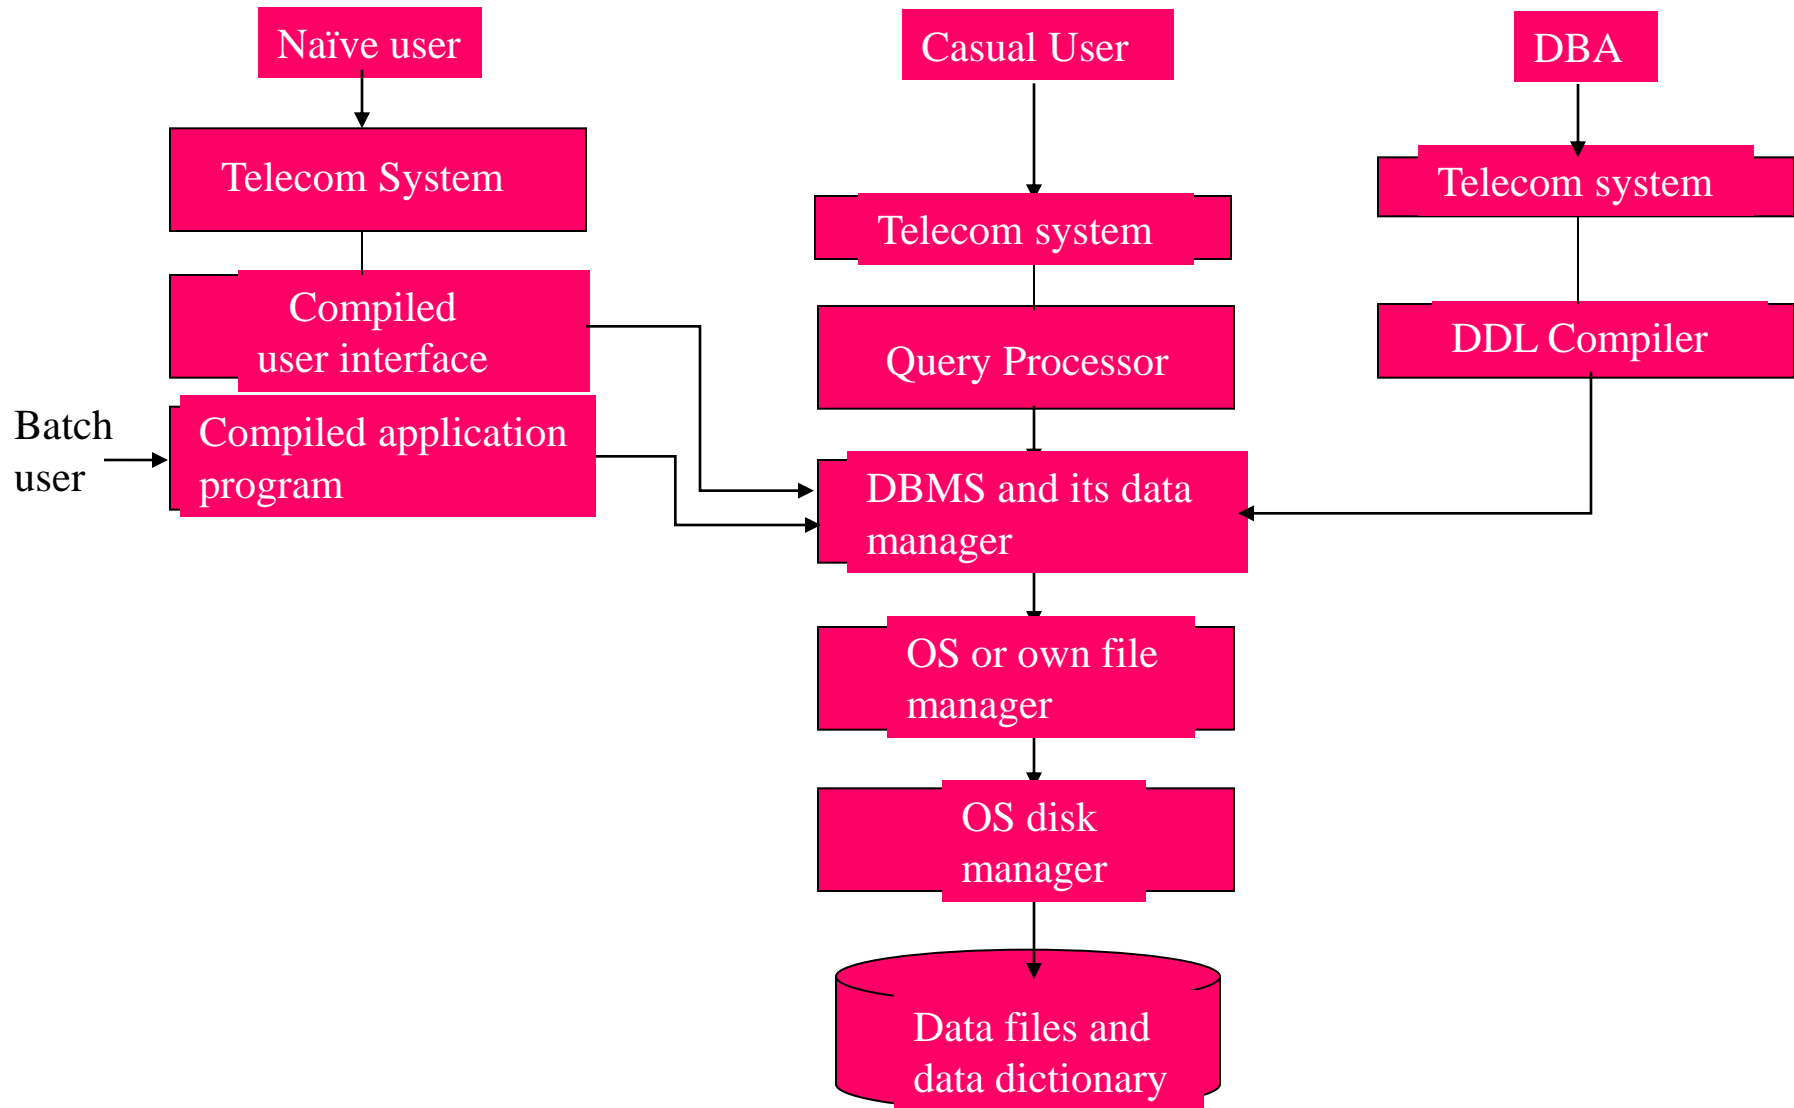 Naïve user
Casual User
DBA
Telecom System
Telecom system
Telecom system
Compiled
user interface
Query Processor
DDL Compiler
Batch
user
Compiled application
program
DBMS and its data
manager
OS or own file
manager
OS disk
manager
Data files and
data dictionary